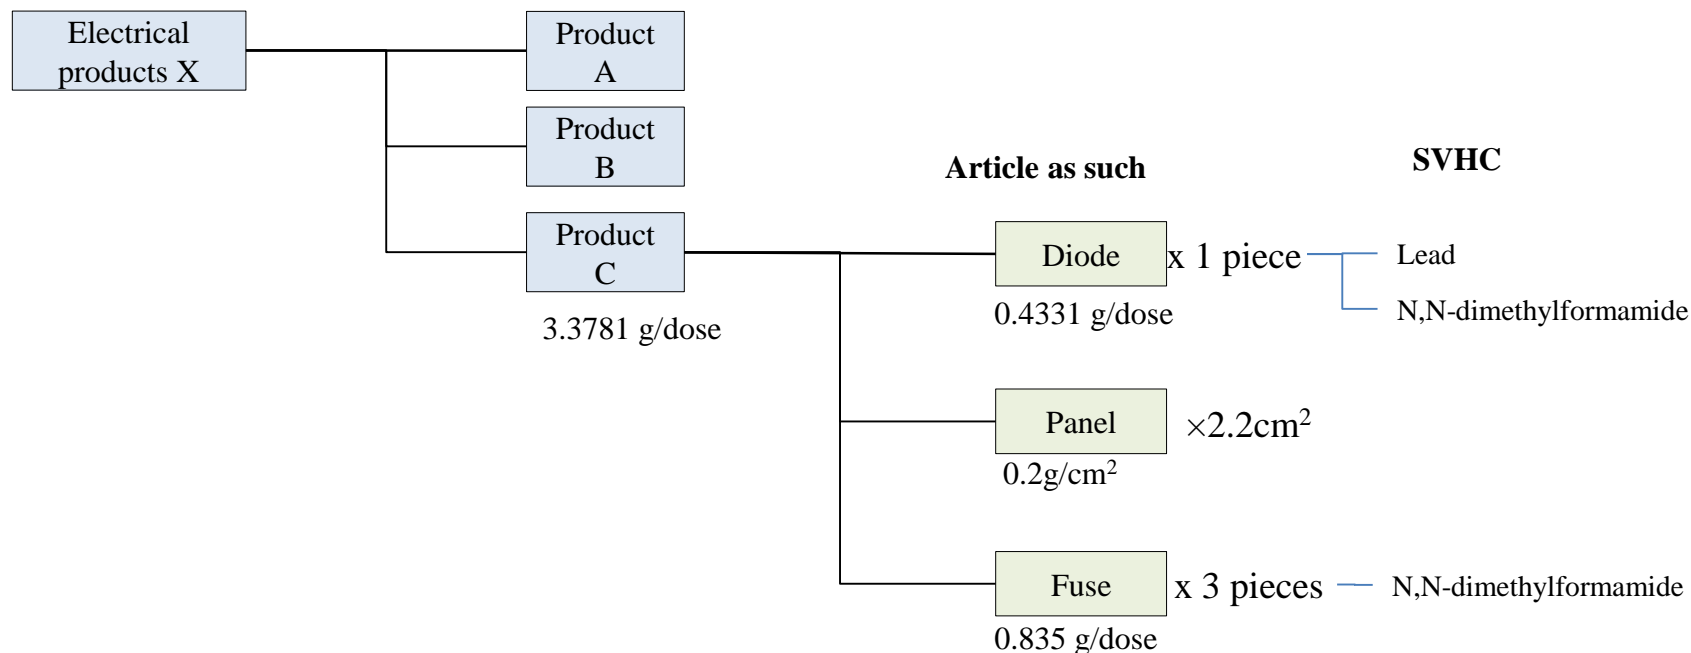 Electrical
products X
Product
A
Product
B
Product
C
3.3781 g/dose
Article as such
SVHC
Diode
x 1 piece
0.4331 g/dose
Lead
N,N-dimethylformamide
Panel
×2.2cm²
0.2g/cm²
Fuse
x 3 pieces
0.835 g/dose
N,N-dimethylformamide